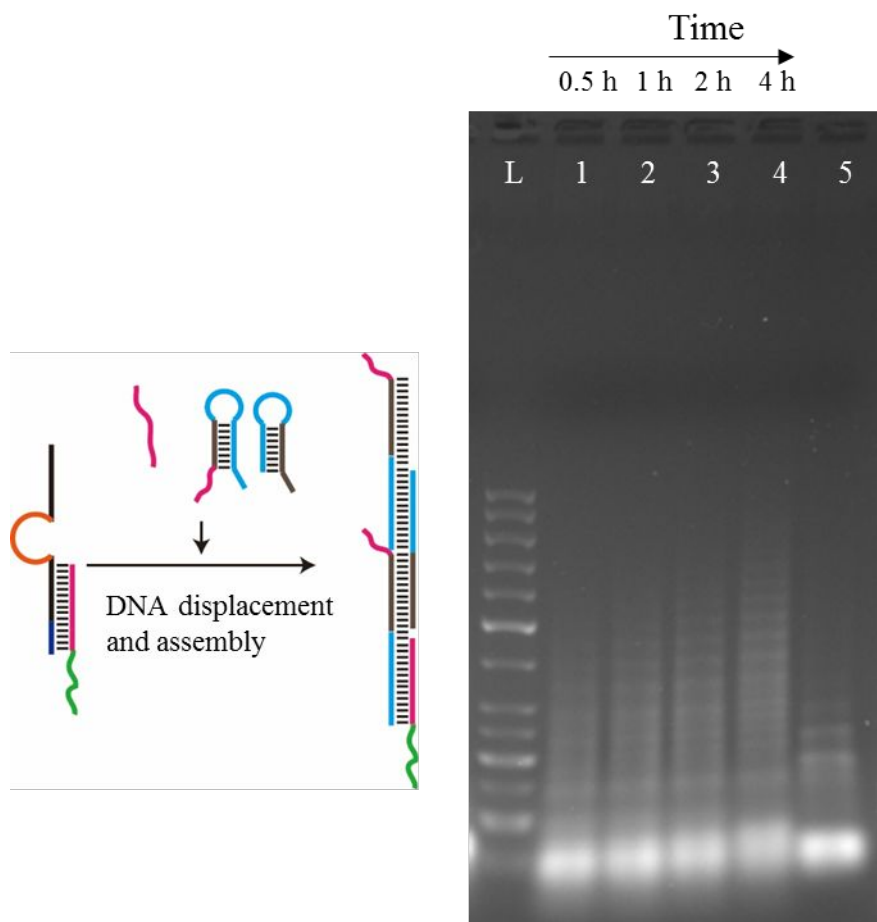 Time
0.5 h 1 h 2 h 4 h
L 1 2 3 4 5
DNA displacement
and assembly